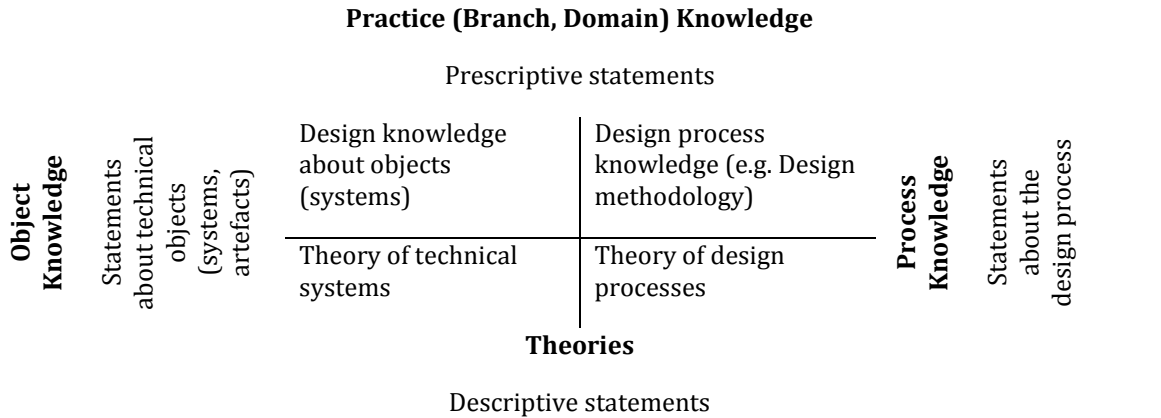 Practice (Branch, Domain) Knowledge
Prescriptive statements
Object
Knowledge
Statements
about technical
objects
(systems,
artefacts)
Design knowledge
about objects
(systems)
Design process
knowledge (e.g. Design
methodology)
Theory of technical
systems
Theory of design
processes
Process
Knowledge
Statements
about the
design process
Theories
Descriptive statements